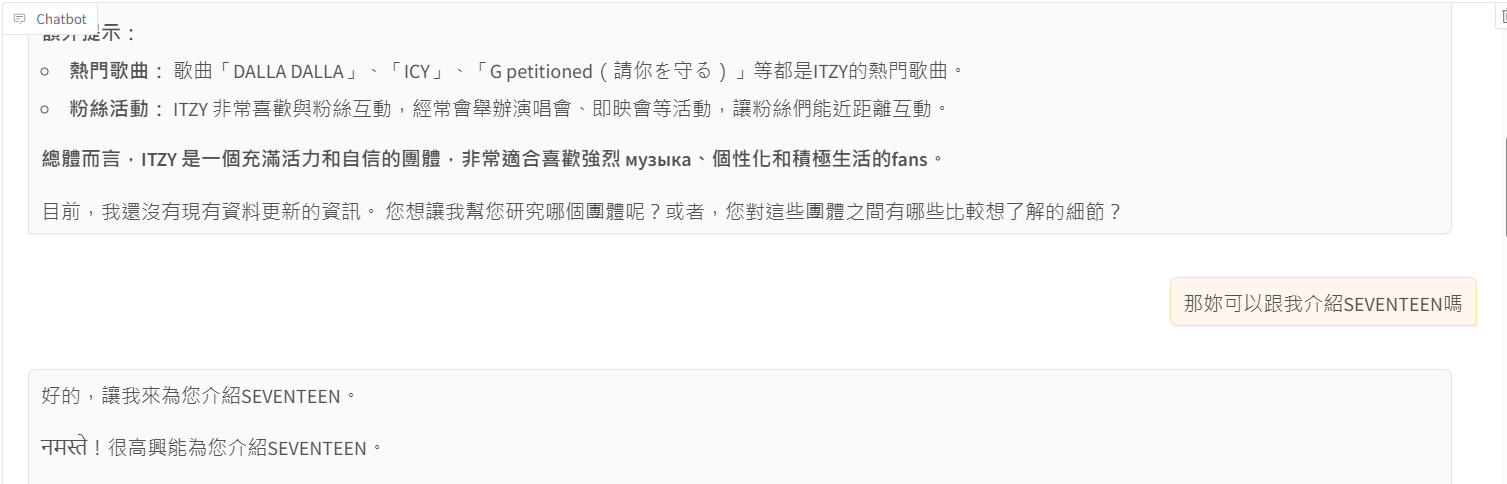 Chatbot
額外提示：
熱門歌曲： 歌曲「DALLA DALLA」、「ICY」、「G petitioned（請你を守る）」等都是ITZY的熱門歌曲。
粉絲活動： ITZY 非常喜歡與粉絲互動，經常會舉辦演唱會、即映會等活動，讓粉絲們能近距離互動。
總體而言，ITZY 是一個充滿活力和自信的團體，非常適合喜歡強烈 музыка、個性化和積極生活的fans。
目前，我還沒有現有資料更新的資訊。 您想讓我幫您研究哪個團體呢？或者，您對這些團體之間有哪些比較想了解的細節？
那妳可以跟我介紹SEVENTEEN嗎
好的，讓我來為您介紹SEVENTEEN。
नमस्ते！很高興能為您介紹SEVENTEEN。